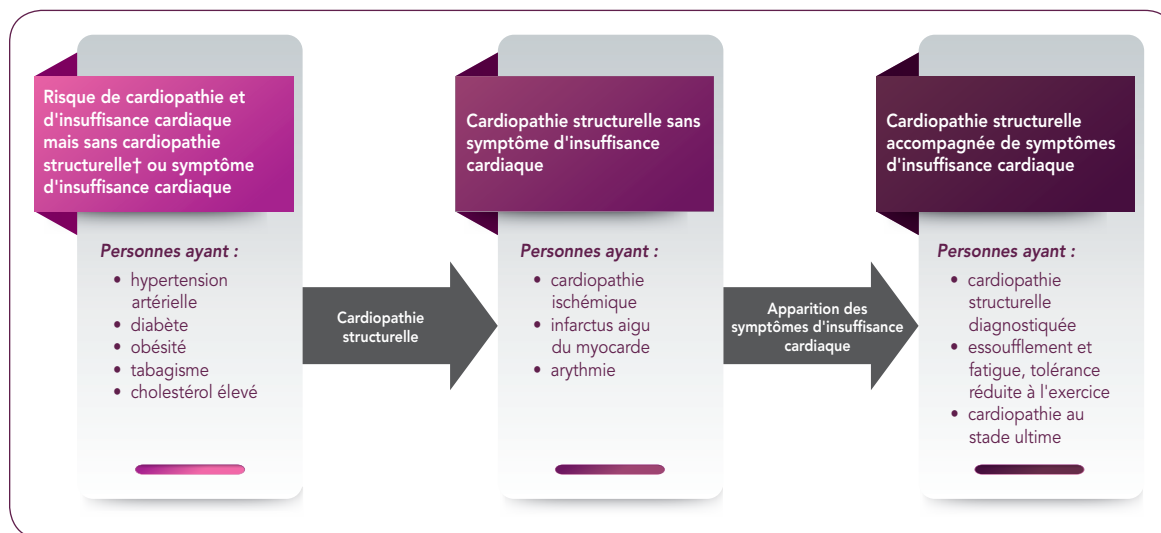 Risque de cardiopathie et
d'insuffisance cardiaque
mais sans cardiopathie
structurelle† ou symptôme
d'insuffisance cardiaque
Personnes ayant :
• hypertension
artérielle
• diabète
• obésité
• tabagisme
• cholestérol élevé
Cardiopathie
structurelle
Cardiopathie structurelle sans
symptôme d'insuffisance
cardiaque
Personnes ayant :
• cardiopathie
ischémique
• infarctus aigu
du myocarde
• arythmie
Apparition des
symptômes d'insuffisance
cardiaque
Cardiopathie structurelle
accompagnée de symptômes
d'insuffisance cardiaque
Personnes ayant :
• cardiopathie
structurelle
diagnostiquée
• essoufflement et
fatigue, tolérance
réduite à l'exercice
• cardiopathie au
stade ultime